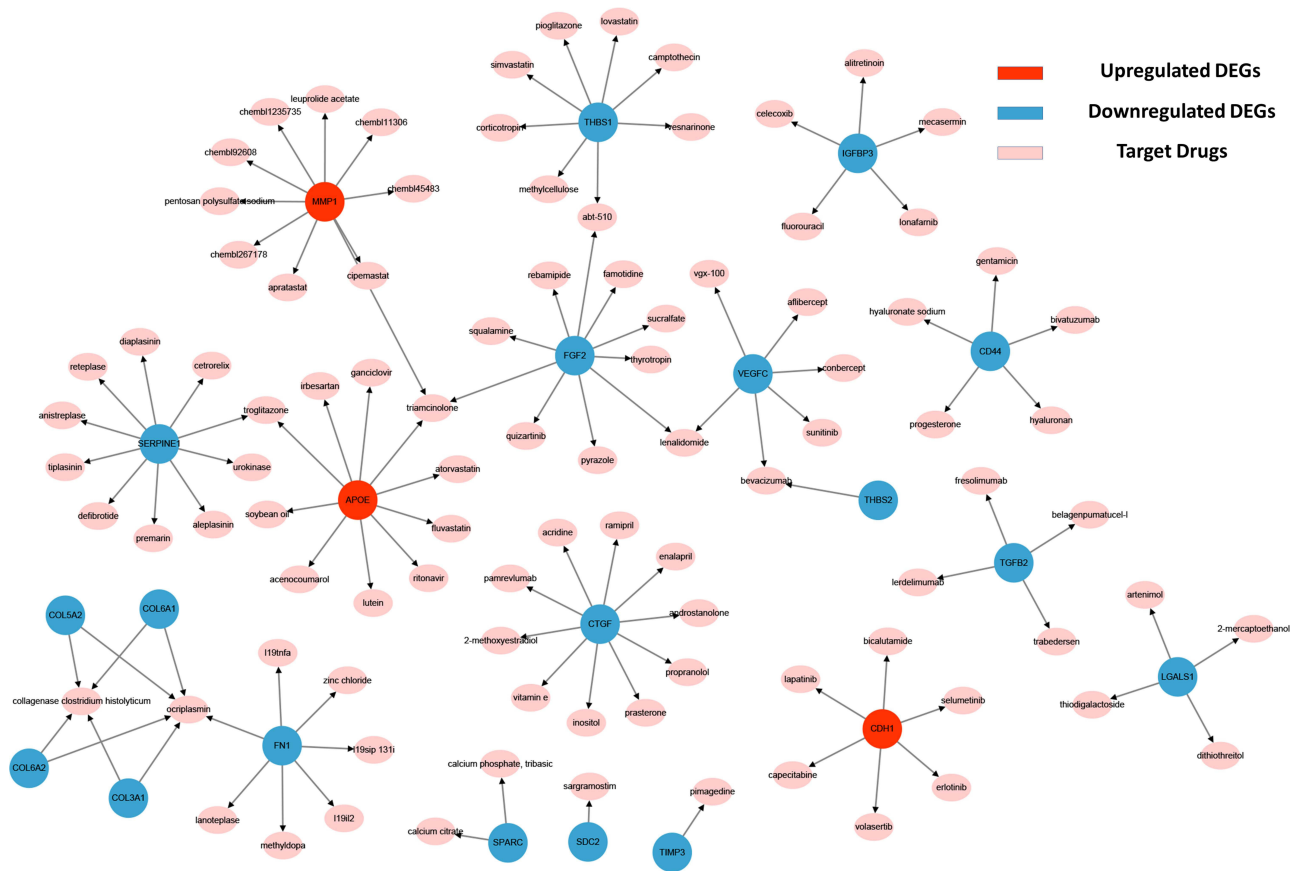 Upregulated DEGs
Downregulated DEGs
Target Drugs
leuprolide acetate
chembl1235735
chembl11306
chembl92608
chembl45483
pentosan polysulfate sodium
MMP1
chembl267178
apratastat
cipemastat
pioglitazone
lovastatin
simvastatin
camptothecin
corticotropin
THBS1
vesnarinone
methylcellulose
abt-510
alitretinoin
celecoxib
mecasermin
IGFBP3
fluorouracil
lonafarnib
rebamipide
famotidine
squalamine
sucralfate
FGF2
thyrotropin
triamcinolone
quizartinib
pyrazole
lenalidomide
vgx-100
aflibercept
VEGFC
conbercept
sunitinib
bevacizumab
THBS2
gentamicin
hyaluronate sodium
bivatuzumab
CD44
progesterone
hyaluronan
diaplasinin
reteplase
cetrorelix
anistreplase
troglitazone
SERPINE1
tiplasinin
urokinase
defibrotide
premarin
aleplasinin
irbesartan
ganciclovir
atorvastatin
soybean oil
APOE
fluvastatin
acenocoumarol
lutein
ritonavir
acridine
ramipril
enalapril
pamrevlumab
androstanolone
2-methoxyestradiol
CTGF
propranolol
vitamin e
inositol
prasterone
fresolimumab
belagenpumatucel-l
lerdelimumab
TGFB2
trabedersen
artenimol
2-mercaptoethanol
LGALS1
thiodigalactoside
dithiothreitol
COL5A2
COL6A1
collagenase clostridium histolyticum
ocriplasmin
COL6A2
COL3A1
l19tnfa
zinc chloride
FN1
l19sip 131i
lanoteplase
l19il2
methyldopa
calcium phosphate, tribasic
calcium citrate
SPARC
sargramostim
SDC2
pimagedine
TIMP3
bicalutamide
lapatinib
selumetinib
CDH1
capecitabine
erlotinib
volasertib